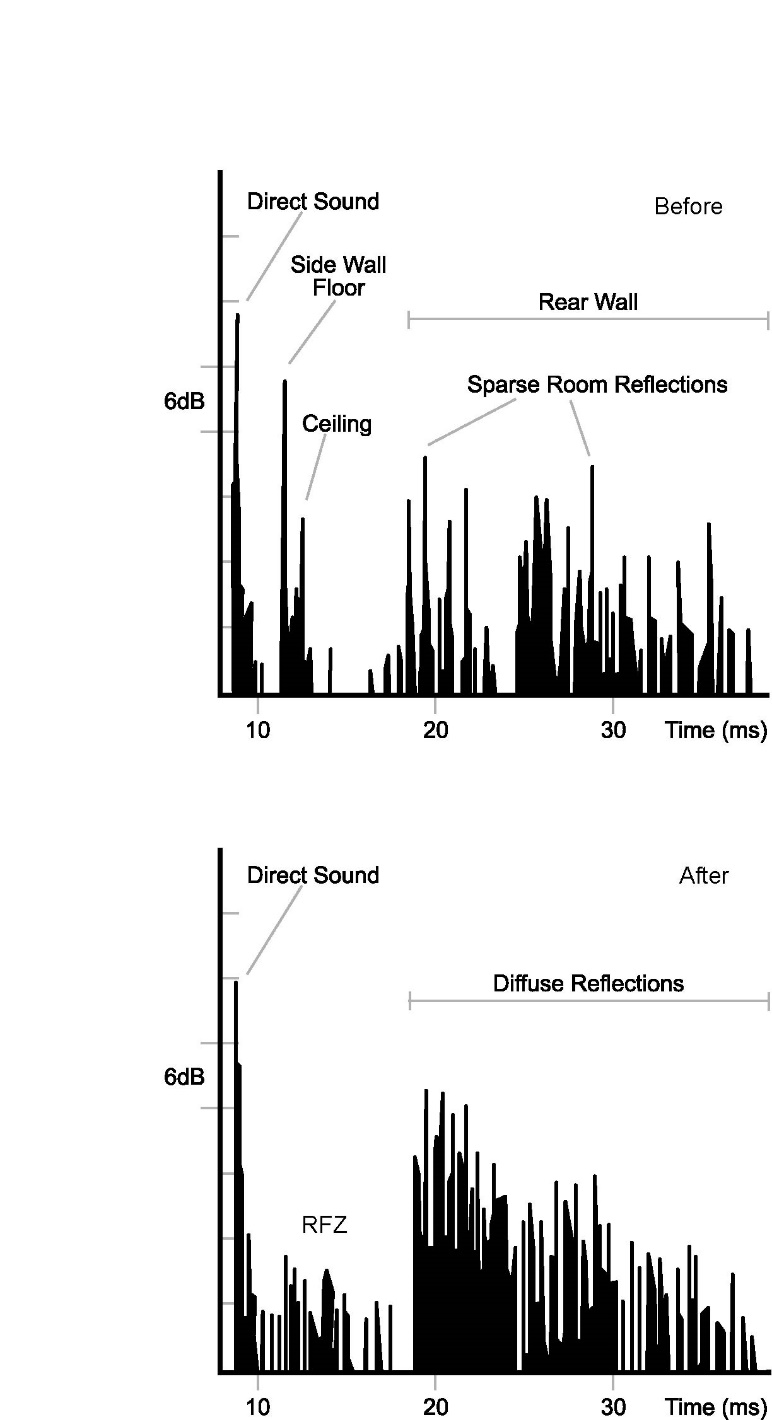 Direct Sound
Before
Side Wall
Floor
Rear Wall
Sparse Room Reflections
6dB
Ceiling
10
20
30
Time (ms)
Direct Sound
After
Diffuse Reflections
6dB
RFZ
10
20
30
Time (ms)